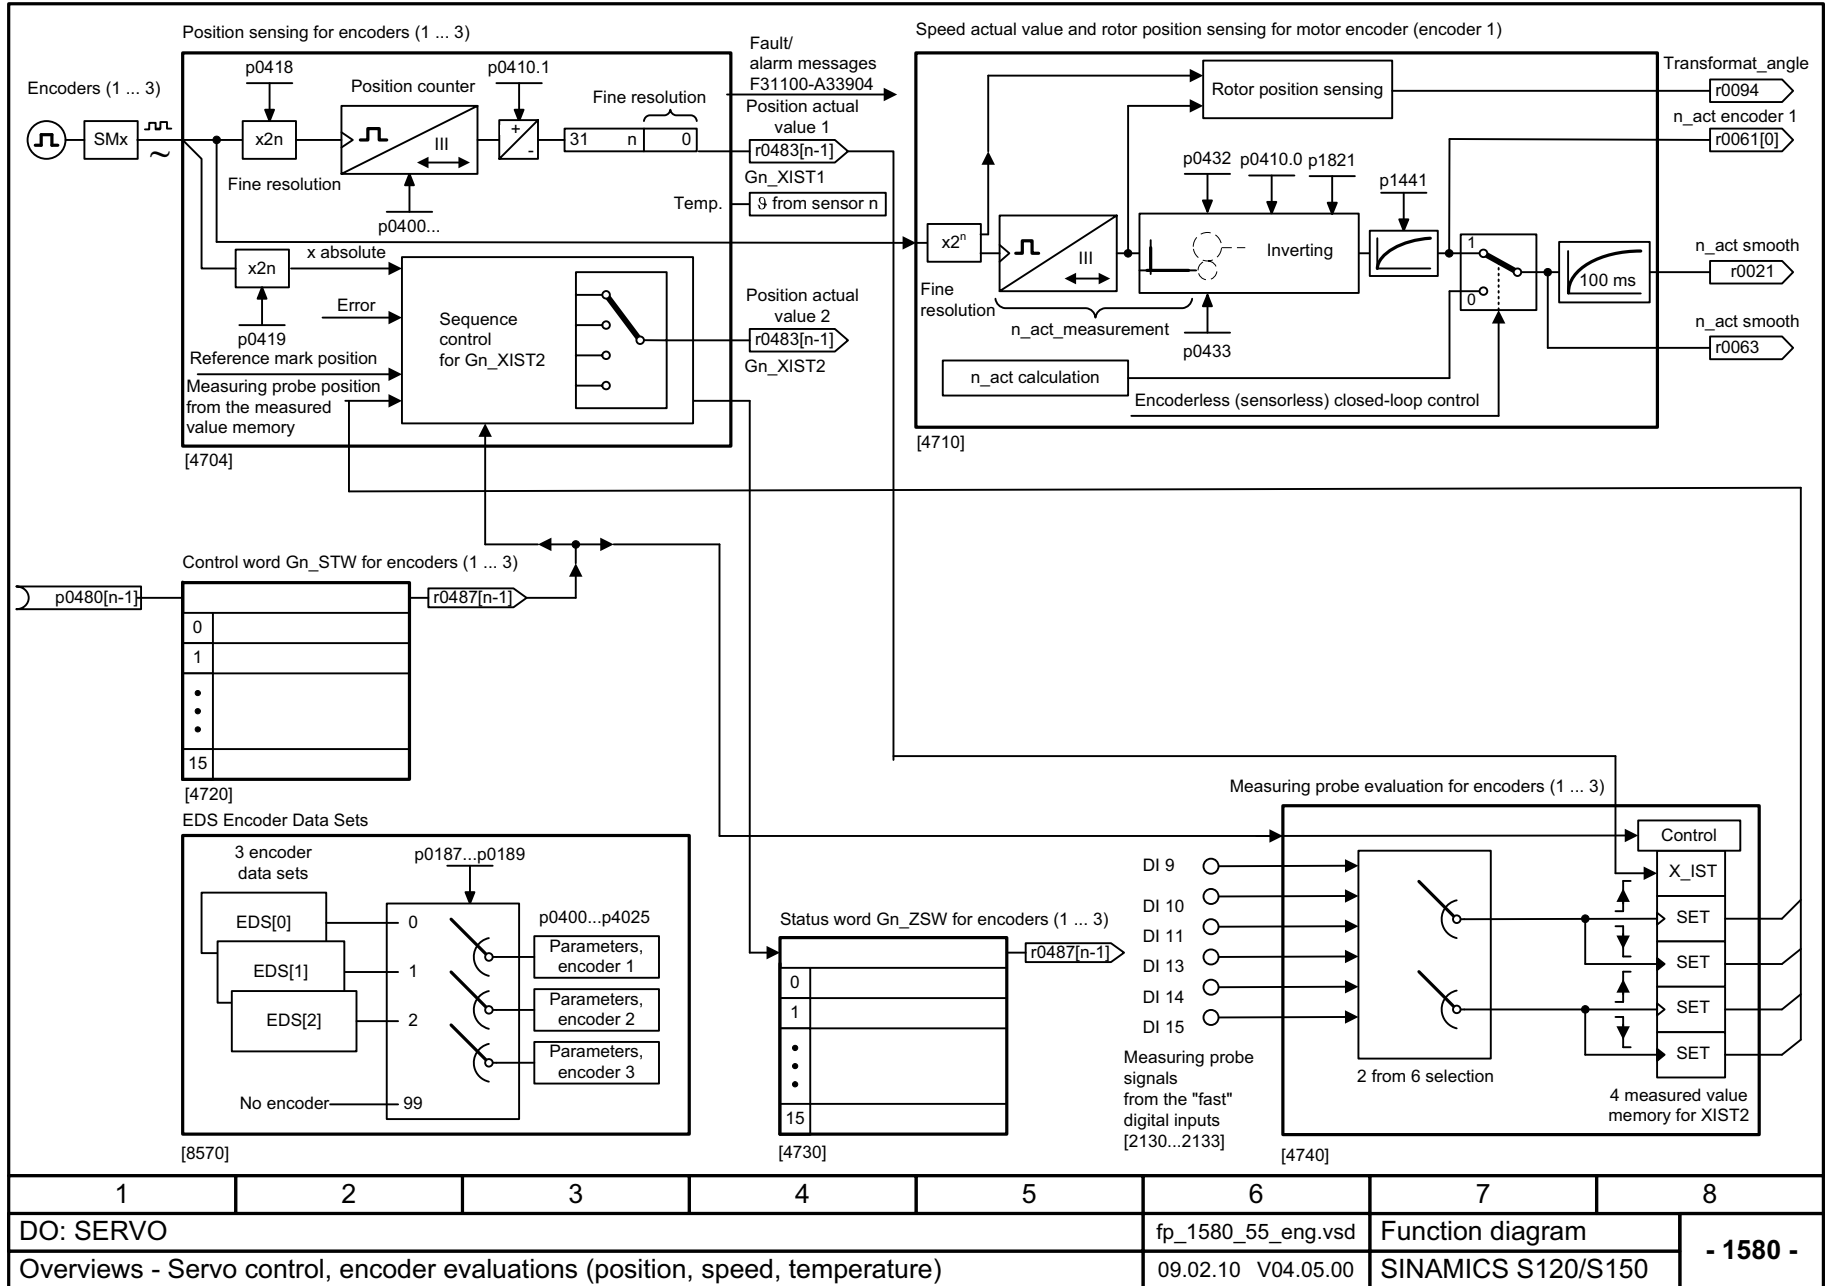 Position sensing for encoders (1 ... 3)
Encoders (1 ... 3)
SMx
p0418
x2n
Fine resolution
Position counter
III
p0400...
p0410.1
+
-
Fine resolution
31 n 0
Fault/
alarm messages
F31100-A33904
Position actual
value 1
r0483[n-1]
Gn_XIST1
Temp.
ϑ from sensor n
x2n
x absolute
p0419
Error
Reference mark position
Measuring probe position
from the measured
value memory
Sequence
control
for Gn_XIST2
Position actual
value 2
r0483[n-1]
Gn_XIST2
[4704]
Speed actual value and rotor position sensing for motor encoder (encoder 1)
Rotor position sensing
Transformat_angle
r0094
n_act encoder 1
r0061[0]
p0432
p0410.0
p1821
p1441
x2ⁿ
Fine
resolution
III
n_act_measurement
Inverting
p0433
1
0
100 ms
n_act smooth
r0021
n_act smooth
r0063
n_act calculation
Encoderless (sensorless) closed-loop control
[4710]
Control word Gn_STW for encoders (1 ... 3)
p0480[n-1]
r0487[n-1]
0
1
15
[4720]
EDS Encoder Data Sets
3 encoder
data sets
p0187...p0189
EDS[0]
EDS[1]
EDS[2]
0
1
2
No encoder
99
p0400...p4025
Parameters,
encoder 1
Parameters,
encoder 2
Parameters,
encoder 3
[8570]
Status word Gn_ZSW for encoders (1 ... 3)
r0487[n-1]
0
1
15
[4730]
Measuring probe evaluation for encoders (1 ... 3)
DI 9
DI 10
DI 11
DI 13
DI 14
DI 15
Measuring probe
signals
from the "fast"
digital inputs
[2130...2133]
2 from 6 selection
Control
X_IST
SET
SET
SET
SET
4 measured value
memory for XIST2
[4740]
1 2 3 4 5 6 7 8
DO: SERVO
fp_1580_55_eng.vsd
Function diagram
- 1580 -
Overviews - Servo control, encoder evaluations (position, speed, temperature)
09.02.10 V04.05.00
SINAMICS S120/S150